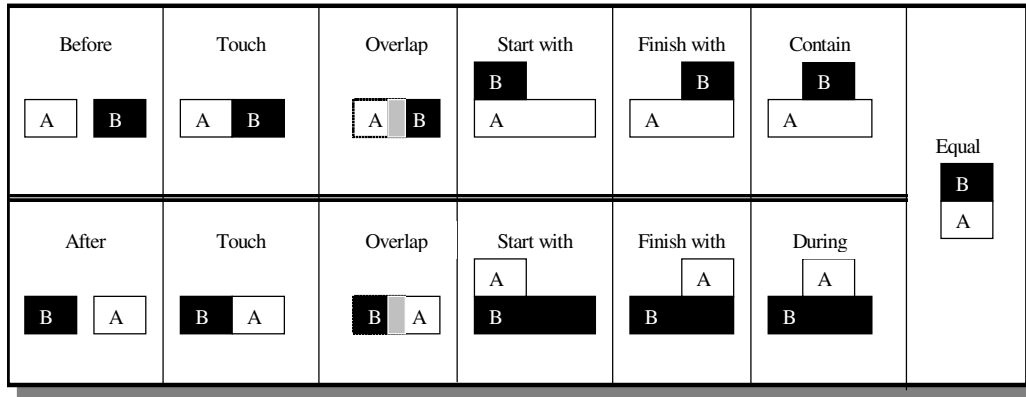 Before Touch Overlap Start with Finish with Contain
B B B
A B A B A B A A A
Equal
B
A
After Touch Overlap Start with Finish with During
A A A
B A B A B A B B B